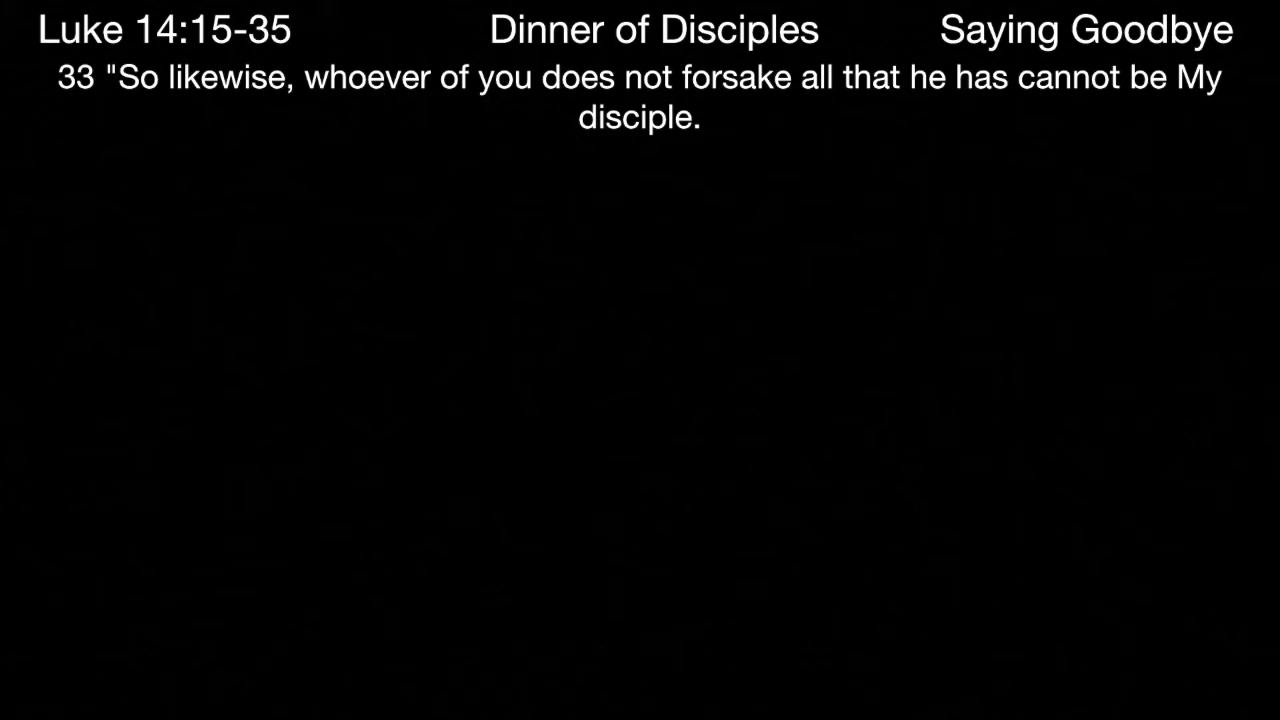 Luke 14:15-35 Dinner of Disciples Saying Goodbye
33 "So likewise, whoever of you does not forsake all that he has cannot be My
disciple.